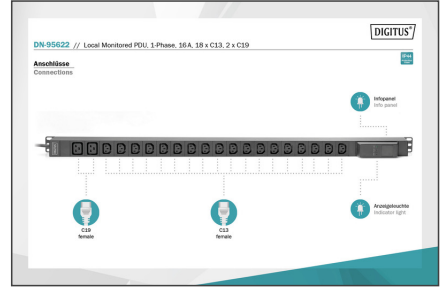 DIGITUS®
DN-95622 // Local Monitored PDU, 1-Phase, 16 A, 18 x C13, 2 x C19
Anschlüsse
Connections
Infopanel
Info panel
Anzeigeleuchte
Indicator light
C19
female
C13
female